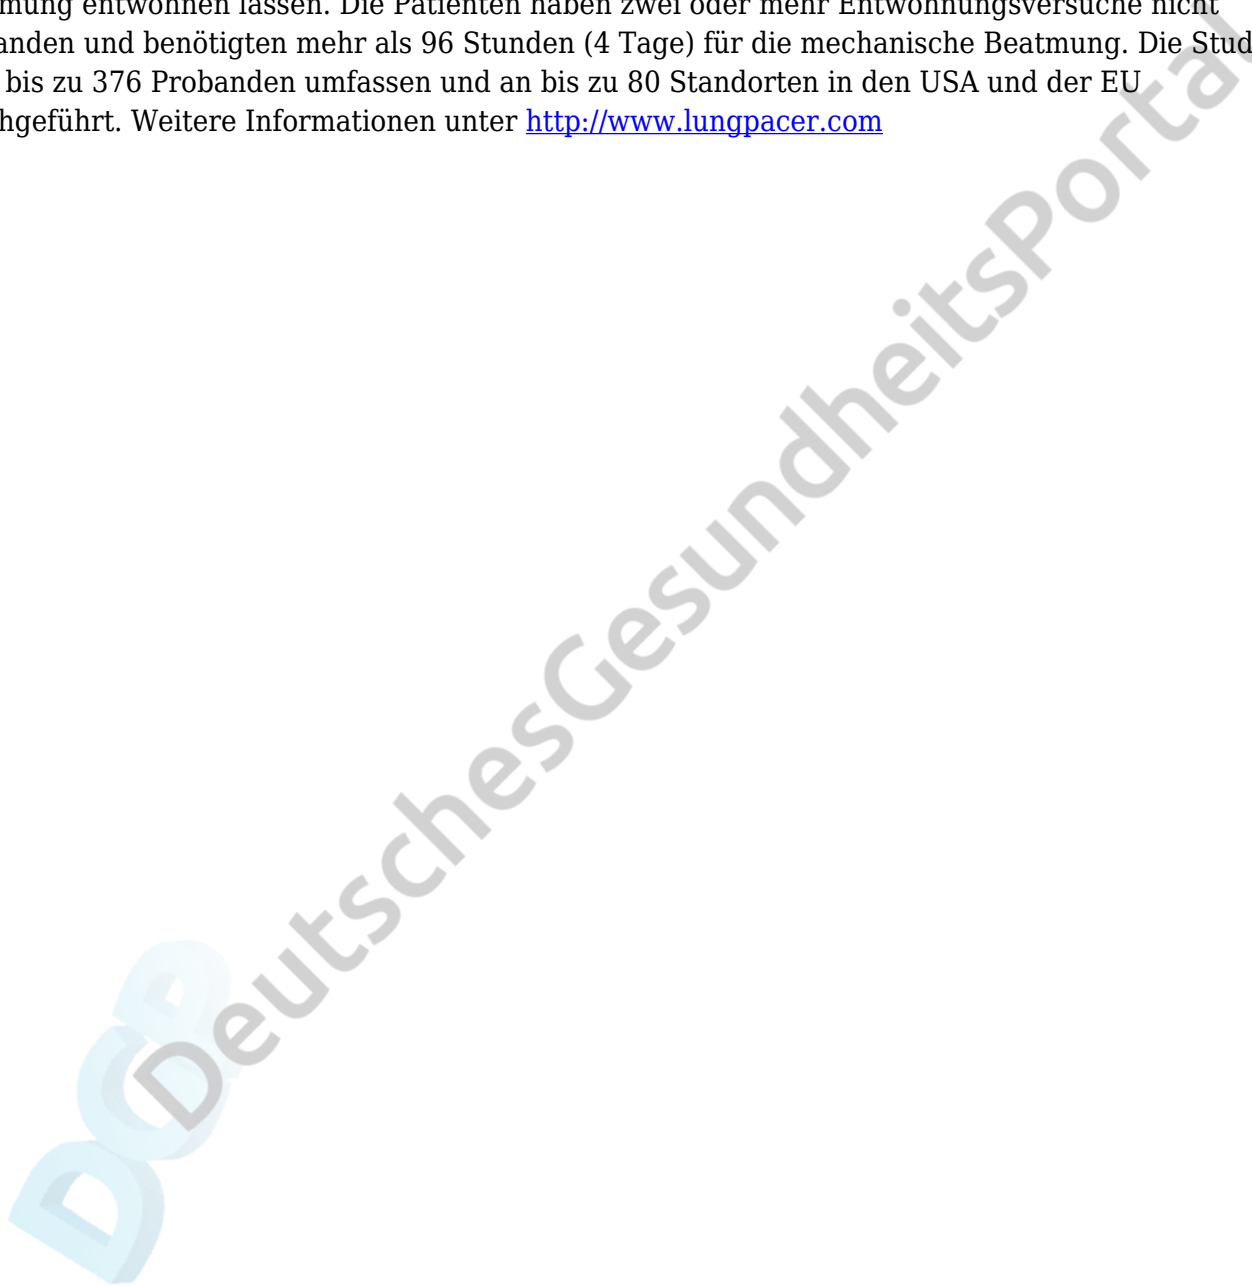 mung entwöhnen lassen. Die Patienten haben zwei oder mehr Entwöhnungsversuche nicht
anden und benötigten mehr als 96 Stunden (4 Tage) für die mechanische Beatmung. Die Stud
bis zu 376 Probanden umfassen und an bis zu 80 Standorten in den USA und der EU
hgeführt. Weitere Informationen unter http://www.lungpacer.com
DeutschesGesundheitsPortal
DGP